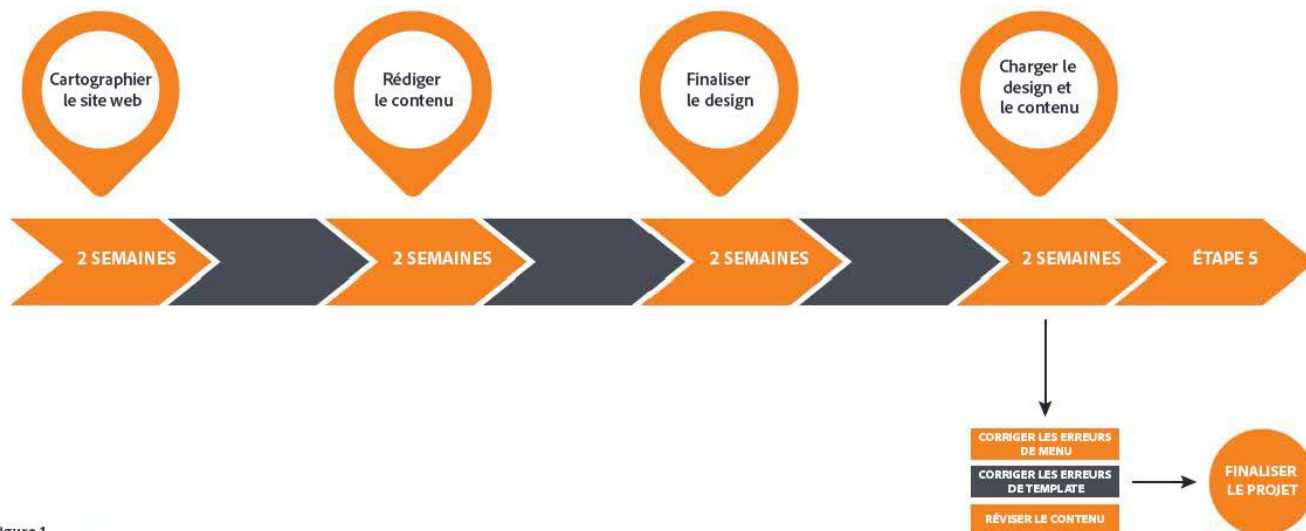 Cartographier
le site web
Rédiger
le contenu
Finaliser
le design
Charger le
design et
le contenu
2 SEMAINES
2 SEMAINES
2 SEMAINES
2 SEMAINES
ÉTAPE 5
CORRIGER LES ERREURS
DE MENU
CORRIGER LES ERREURS
DE TEMPLATE
RÉVISER LE CONTENU
FINALISER
LE PROJET